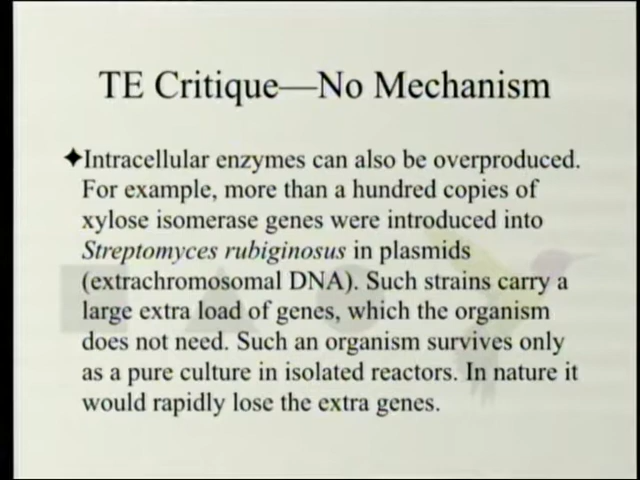 TE Critique—No Mechanism
✦Intracellular enzymes can also be overproduced.
For example, more than a hundred copies of
xylose isomerase genes were introduced into
Streptomyces rubiginosus in plasmids
(extrachromosomal DNA). Such strains carry a
large extra load of genes, which the organism
does not need. Such an organism survives only
as a pure culture in isolated reactors. In nature it
would rapidly lose the extra genes.